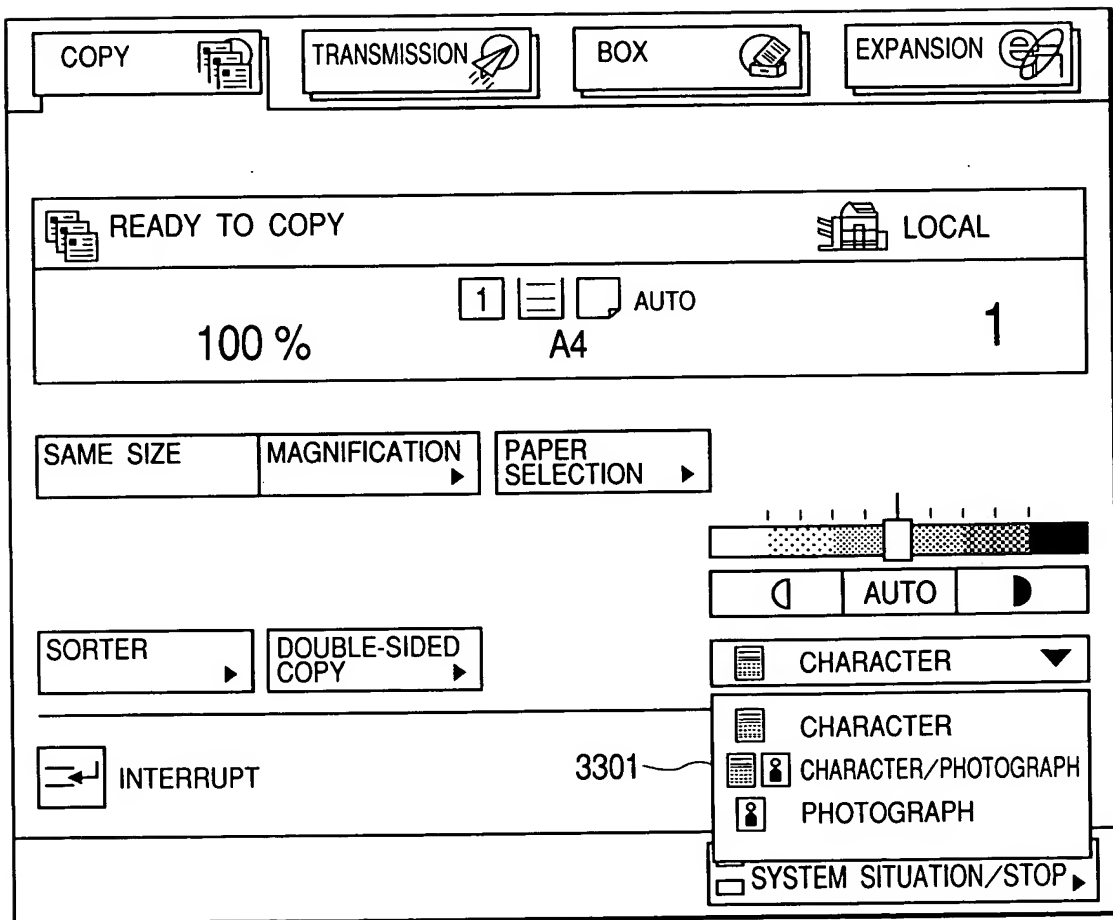 COPY
TRANSMISSION
BOX
EXPANSION
READY TO COPY
LOCAL
1
AUTO
100 %
A4
1
SAME SIZE
MAGNIFICATION
PAPER
SELECTION
AUTO
SORTER
DOUBLE-SIDED
COPY
CHARACTER
CHARACTER
3301
CHARACTER/PHOTOGRAPH
PHOTOGRAPH
INTERRUPT
SYSTEM SITUATION/STOP